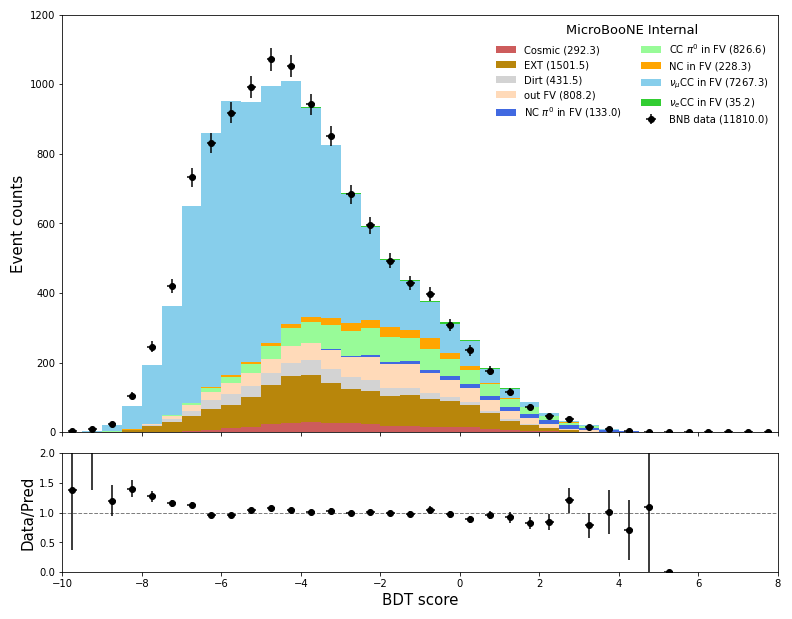 MicroBooNE Internal
Cosmic (292.3)
EXT (1501.5)
Dirt (431.5)
out FV (808.2)
NC π⁰ in FV (133.0)
CC π⁰ in FV (826.6)
NC in FV (228.3)
νμCC in FV (7267.3)
νeCC in FV (35.2)
BNB data (11810.0)
Event counts
1200
1000
800
600
400
200
0
Data/Pred
2.0
1.5
1.0
0.5
0.0
−10 −8 −6 −4 −2 0 2 4 6 8
BDT score